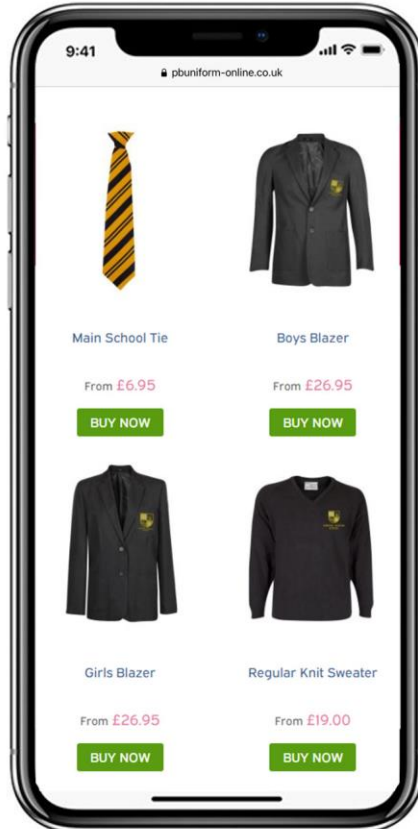 9:41
pbuniform-online.co.uk
Main School Tie
Boys Blazer
From £6.95
From £26.95
BUY NOW
BUY NOW
Girls Blazer
Regular Knit Sweater
From £26.95
From £19.00
BUY NOW
BUY NOW